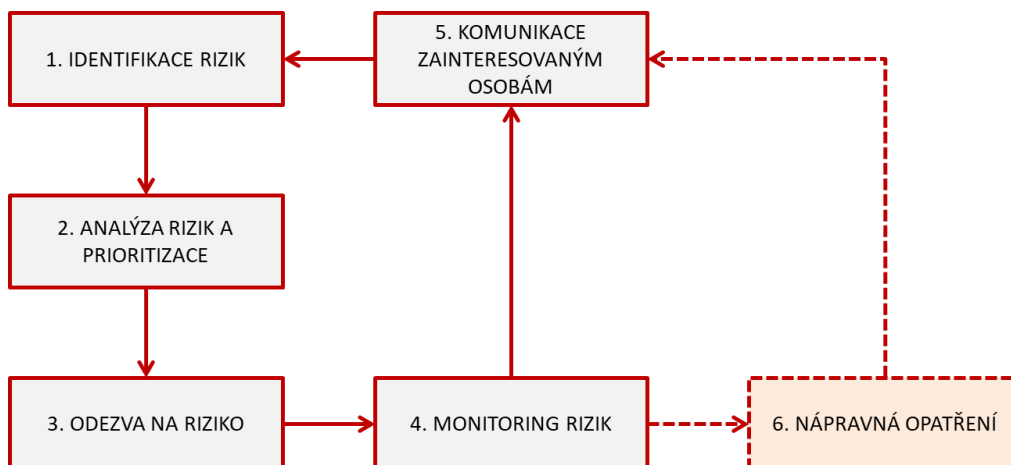 1. IDENTIFIKACE RIZIK
5. KOMUNIKACE
ZAINTERESOVANÝM
OSOBÁM
2. ANALÝZA RIZIK A
PRIORITIZACE
3. ODEZVA NA RIZIKO
4. MONITORING RIZIK
6. NÁPRAVNÁ OPATŘENÍ